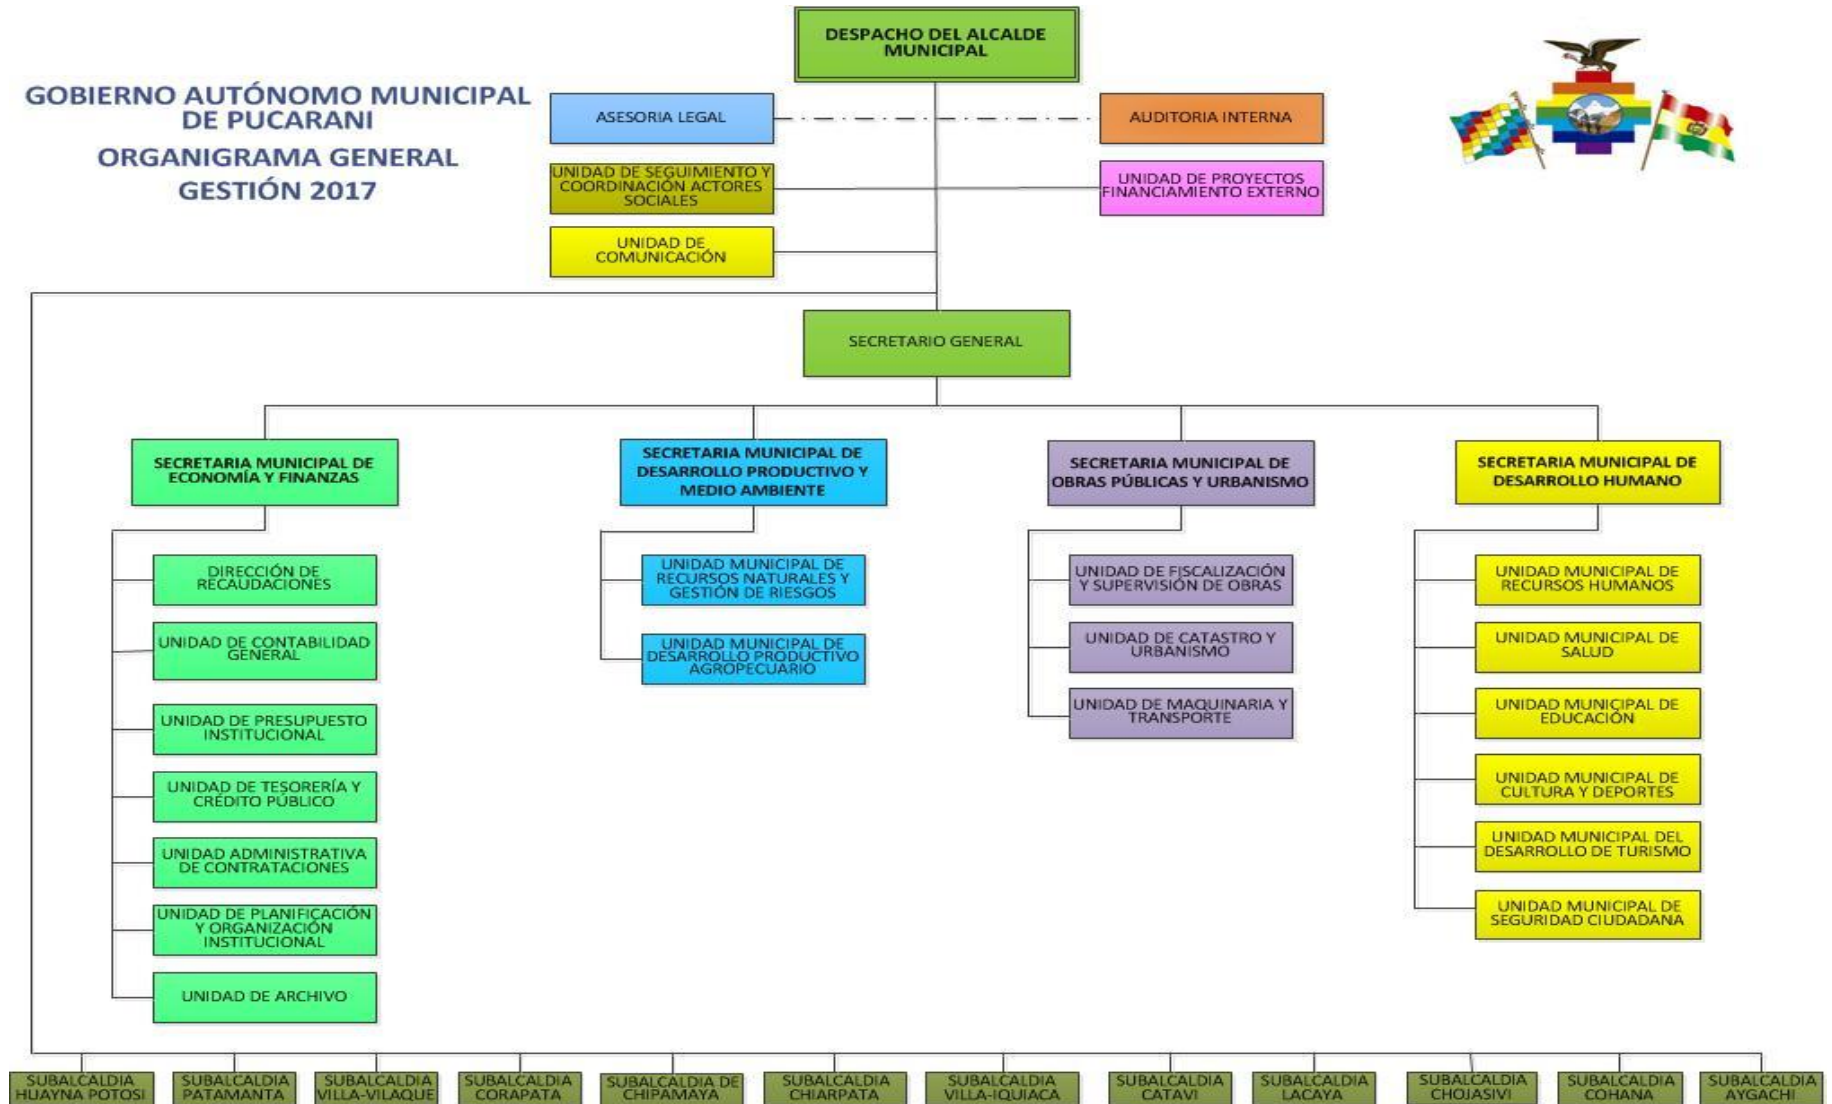 DESPACHO DEL ALCALDE
MUNICIPAL
GOBIERNO AUTÓNOMO MUNICIPAL
DE PUCARANI
ORGANIGRAMA GENERAL
GESTIÓN 2017
ASESORIA LEGAL
AUDITORIA INTERNA
UNIDAD DE SEGUIMIENTO Y
COORDINACIÓN ACTORES
SOCIALES
UNIDAD DE PROYECTOS
FINANCIAMIENTO EXTERNO
UNIDAD DE
COMUNICACIÓN
SECRETARIO GENERAL
SECRETARIA MUNICIPAL DE
ECONOMÍA Y FINANZAS
DIRECCIÓN DE
RECAUDACIONES
UNIDAD DE CONTABILIDAD
GENERAL
UNIDAD DE PRESUPUESTO
INSTITUCIONAL
UNIDAD DE TESORERÍA Y
CRÉDITO PÚBLICO
UNIDAD ADMINISTRATIVA
DE CONTRATACIONES
UNIDAD DE PLANIFICACIÓN
Y ORGANIZACIÓN
INSTITUCIONAL
UNIDAD DE ARCHIVO
SECRETARIA MUNICIPAL DE
DESARROLLO PRODUCTIVO Y
MEDIO AMBIENTE
UNIDAD MUNICIPAL DE
RECURSOS NATURALES Y
GESTIÓN DE RIESGOS
UNIDAD MUNICIPAL DE
DESARROLLO PRODUCTIVO
AGROPECUARIO
SECRETARIA MUNICIPAL DE
OBRAS PÚBLICAS Y URBANISMO
UNIDAD DE FISCALIZACIÓN
Y SUPERVISIÓN DE OBRAS
UNIDAD DE CATASTRO Y
URBANISMO
UNIDAD DE MAQUINARIA Y
TRANSPORTE
SECRETARIA MUNICIPAL DE
DESARROLLO HUMANO
UNIDAD MUNICIPAL DE
RECURSOS HUMANOS
UNIDAD MUNICIPAL DE
SALUD
UNIDAD MUNICIPAL DE
EDUCACIÓN
UNIDAD MUNICIPAL DE
CULTURA Y DEPORTES
UNIDAD MUNICIPAL DEL
DESARROLLO DE TURISMO
UNIDAD MUNICIPAL DE
SEGURIDAD CIUDADANA
SUBALCALDIA
HUAYNA POTOSI
SUBALCALDIA
PATAMANTA
SUBALCALDIA
VILLA-VILAQUE
SUBALCALDIA
CORAPATA
SUBALCALDIA DE
CHIPAMAYA
SUBALCALDIA
CHIARPATA
SUBALCALDIA
VILLA-IQUIACA
SUBALCALDIA
CATAVI
SUBALCALDIA
LACAYA
SUBALCALDIA
CHOJASIVI
SUBALCALDIA
COHANA
SUBALCALDIA
AYGACHI